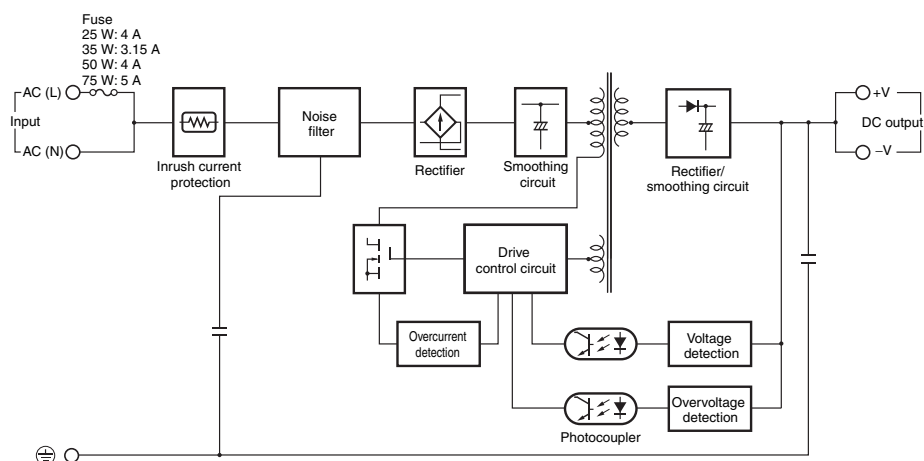 Fuse
25 W: 4 A
35 W: 3.15 A
50 W: 4 A
75 W: 5 A
AC (L)
Input
AC (N)
Inrush current
protection
Noise
filter
Rectifier
Smoothing
circuit
Rectifier/
smoothing circuit
+V
DC output
−V
Drive
control circuit
Overcurrent
detection
Voltage
detection
Overvoltage
detection
Photocoupler